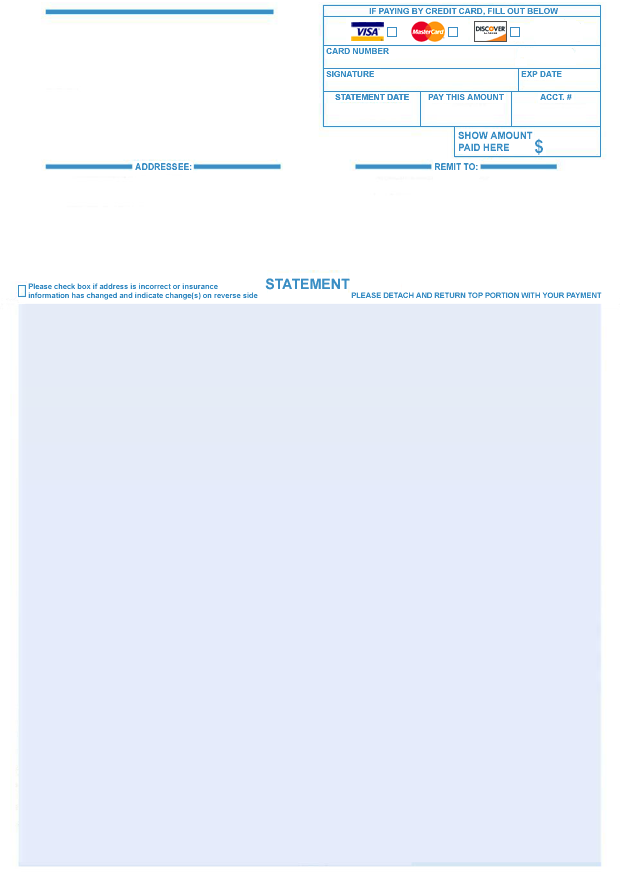 IF PAYING BY CREDIT CARD, FILL OUT BELOW
VISA MasterCard DISCOVER
CARD NUMBER
SIGNATURE EXP DATE
STATEMENT DATE PAY THIS AMOUNT ACCT. #
SHOW AMOUNT
PAID HERE $
ADDRESSEE: REMIT TO:
Please check box if address is incorrect or insurance
information has changed and indicate change(s) on reverse side
STATEMENT
PLEASE DETACH AND RETURN TOP PORTION WITH YOUR PAYMENT